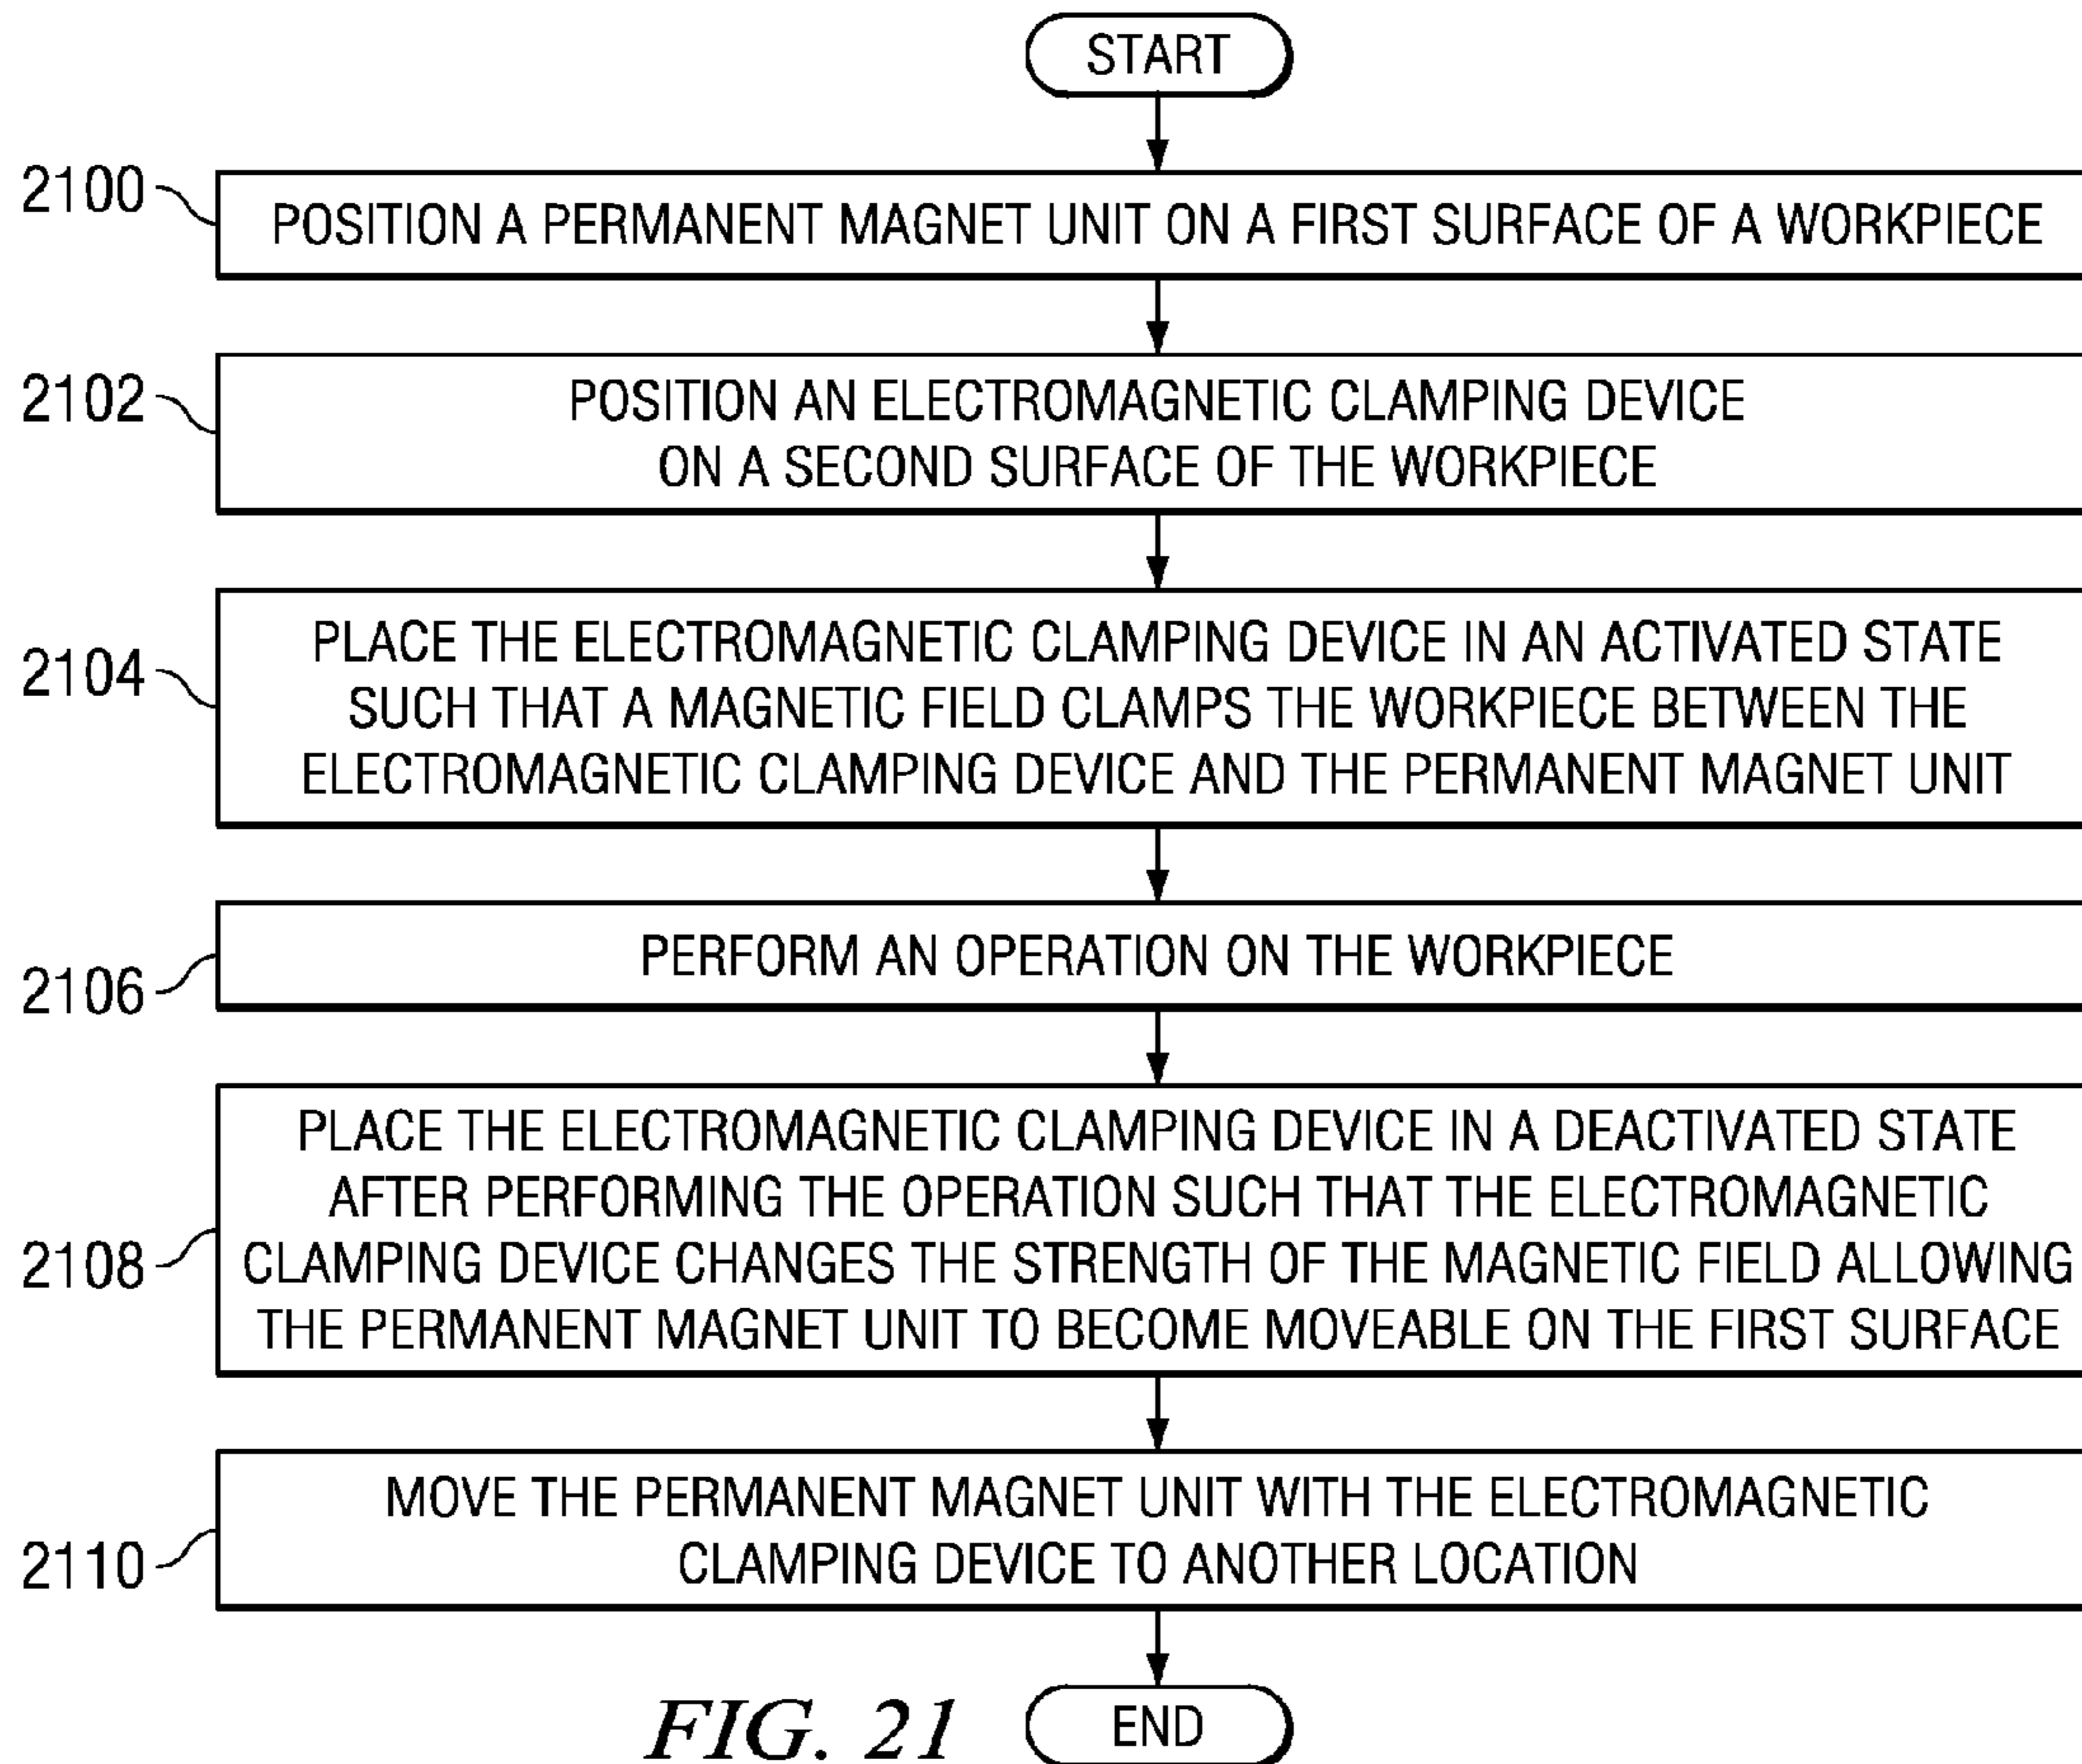 START
2100
POSITION A PERMANENT MAGNET UNIT ON A FIRST SURFACE OF A WORKPIECE
2102
POSITION AN ELECTROMAGNETIC CLAMPING DEVICE
ON A SECOND SURFACE OF THE WORKPIECE
2104
PLACE THE ELECTROMAGNETIC CLAMPING DEVICE IN AN ACTIVATED STATE
SUCH THAT A MAGNETIC FIELD CLAMPS THE WORKPIECE BETWEEN THE
ELECTROMAGNETIC CLAMPING DEVICE AND THE PERMANENT MAGNET UNIT
2106
PERFORM AN OPERATION ON THE WORKPIECE
2108
PLACE THE ELECTROMAGNETIC CLAMPING DEVICE IN A DEACTIVATED STATE
AFTER PERFORMING THE OPERATION SUCH THAT THE ELECTROMAGNETIC
CLAMPING DEVICE CHANGES THE STRENGTH OF THE MAGNETIC FIELD ALLOWING
THE PERMANENT MAGNET UNIT TO BECOME MOVEABLE ON THE FIRST SURFACE
2110
MOVE THE PERMANENT MAGNET UNIT WITH THE ELECTROMAGNETIC
CLAMPING DEVICE TO ANOTHER LOCATION
FIG. 21
END